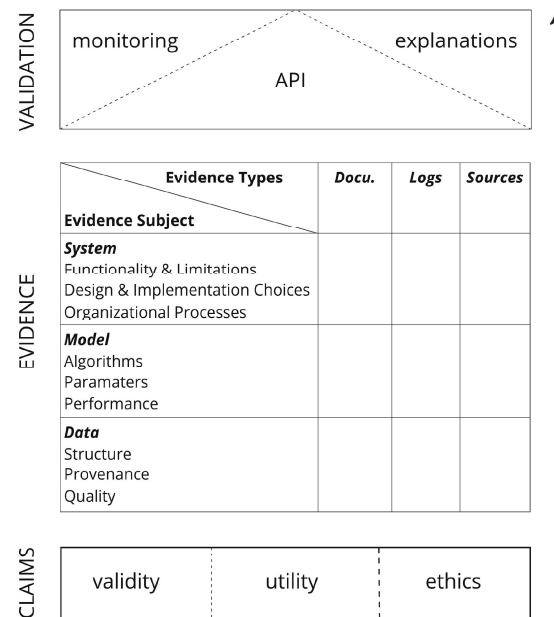 VALIDATION
monitoring
explanations
API
EVIDENCE
Evidence Types
Docu.
Logs
Sources
Evidence Subject
System
Functionality & Limitations
Design & Implementation Choices
Organizational Processes
Model
Algorithms
Paramaters
Performance
Data
Structure
Provenance
Quality
CLAIMS
validity
utility
ethics